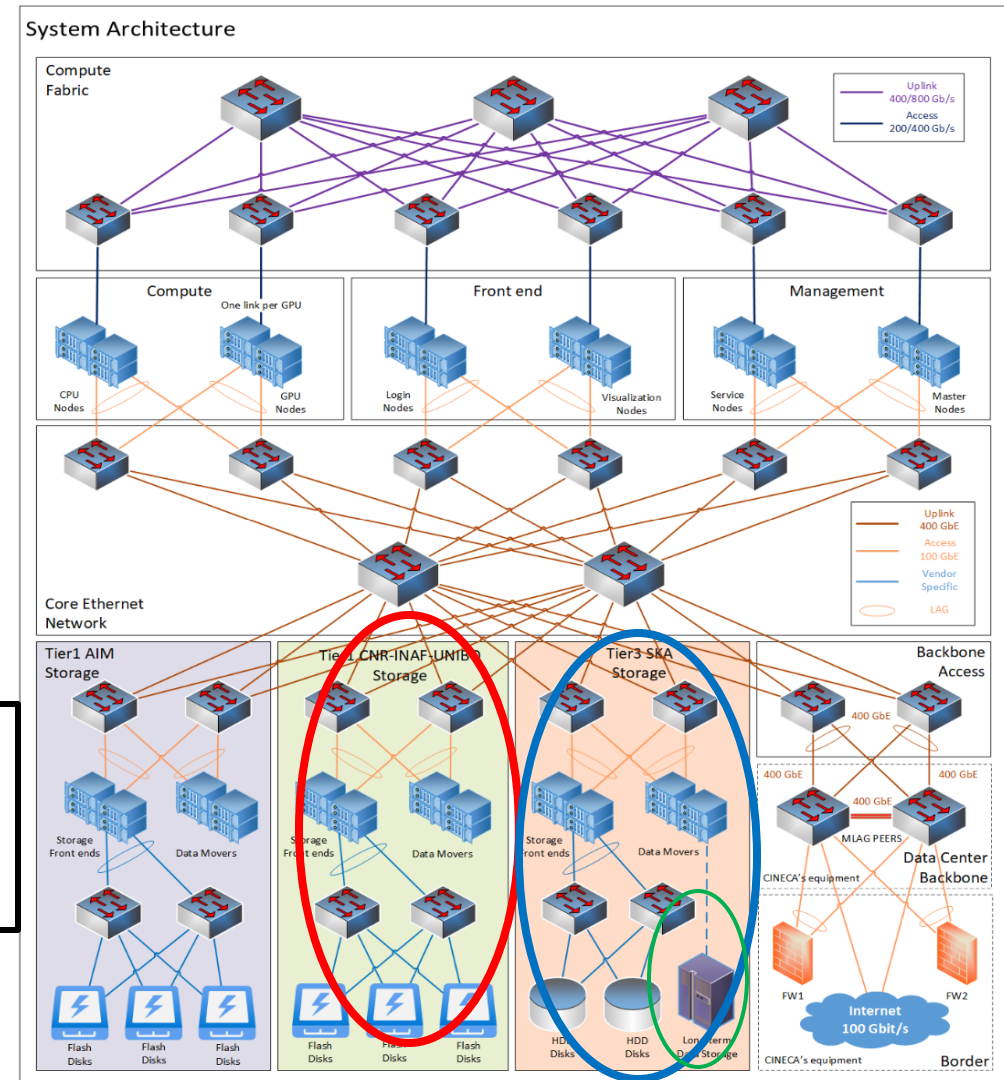 System Architecture
Compute
Fabric
Uplink
400/800 Gb/s
Access
200/400 Gb/s
Compute
One link per GPU
CPU
Nodes
GPU
Nodes
Front end
Login
Nodes
Visualization
Nodes
Management
Service
Nodes
Master
Nodes
Uplink
400 GbE
Access
100 GbE
Vendor
Specific
LAG
Core Ethernet
Network
Tier1 AIM
Storage
Storage
Front ends
Data Movers
Flash
Disks
Flash
Disks
Flash
Disks
Tier1 CNR-INAF-UNIBO
Storage
Storage
Front ends
Data Movers
Flash
Disks
Flash
Disks
Flash
Disks
Tier3 SKA
Storage
Storage
Front ends
Data Movers
HDD
Disks
HDD
Disks
Long-term
Data Storage
Backbone
Access
400 GbE
400 GbE
400 GbE
400 GbE
MLAG PEERS
Data Center
Backbone
CINECA's equipment
FW1
FW2
Internet
100 Gbit/s
CINECA's equipment
Border